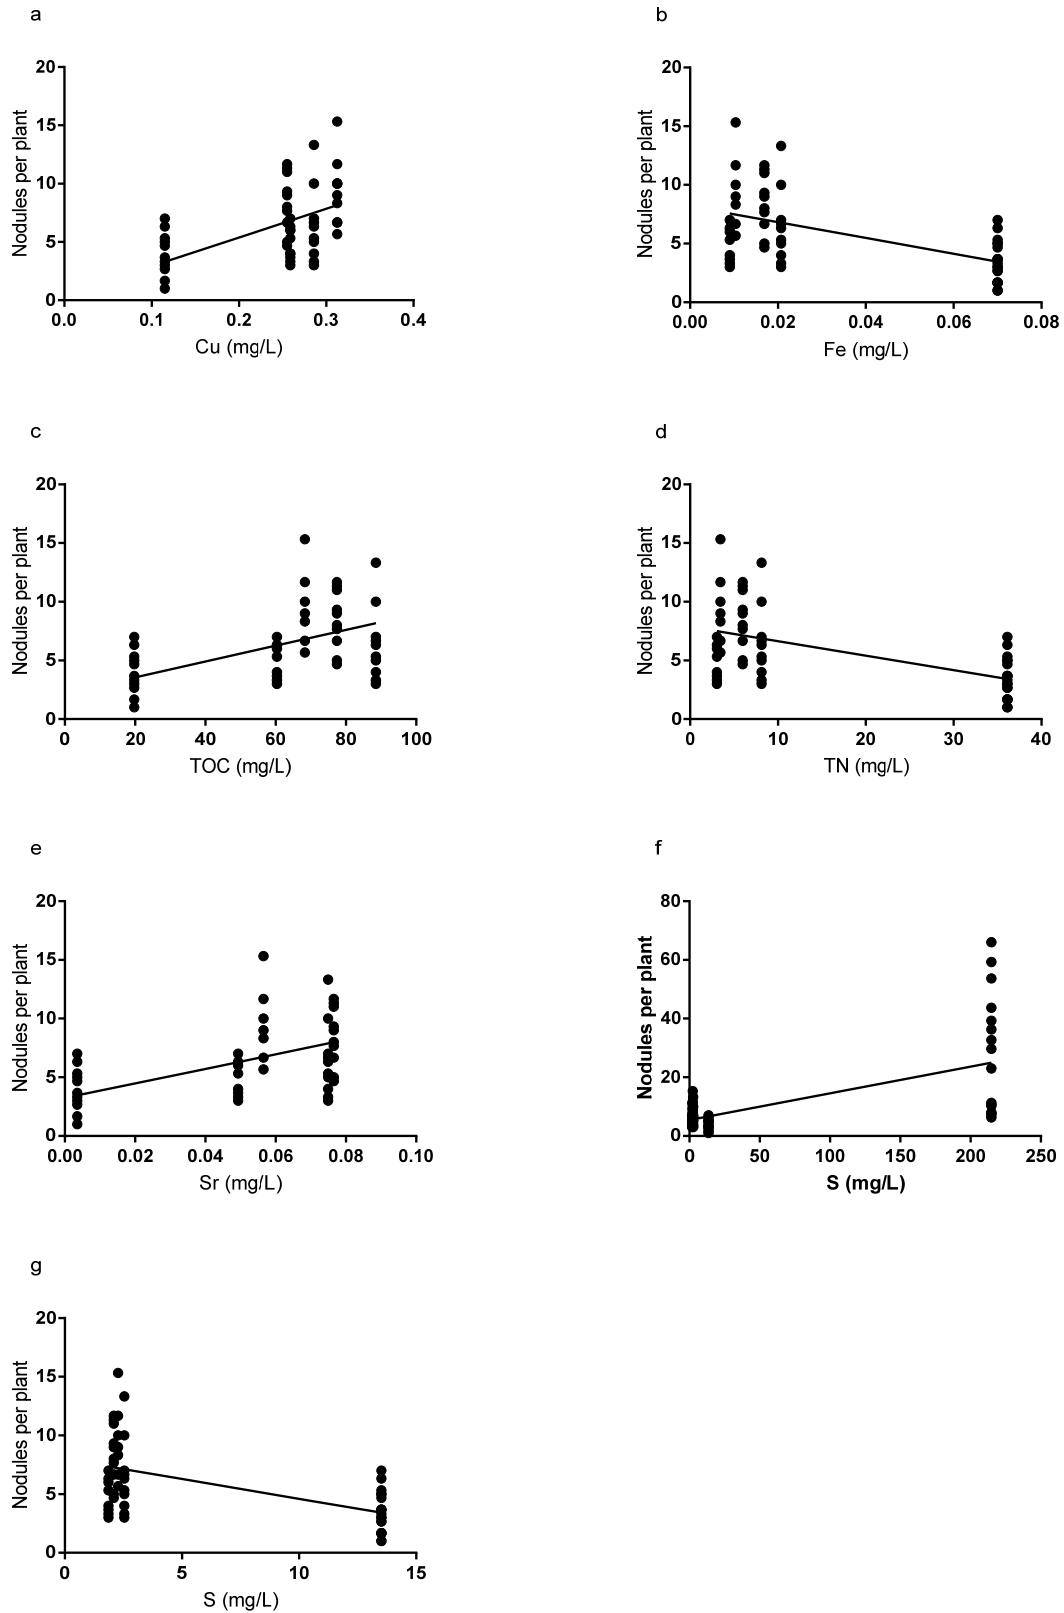 a
20
15
10
5
0
0.0 0.1 0.2 0.3 0.4
Nodules per plant
Cu (mg/L)
b
20
15
10
5
0
0.00 0.02 0.04 0.06 0.08
Nodules per plant
Fe (mg/L)
c
20
15
10
5
0
0 20 40 60 80 100
Nodules per plant
TOC (mg/L)
d
20
15
10
5
0
0 10 20 30 40
Nodules per plant
TN (mg/L)
e
20
15
10
5
0
0.00 0.02 0.04 0.06 0.08 0.10
Nodules per plant
Sr (mg/L)
f
80
60
40
20
0
0 50 100 150 200 250
Nodules per plant
S (mg/L)
g
20
15
10
5
0
0 5 10 15
Nodules per plant
S (mg/L)